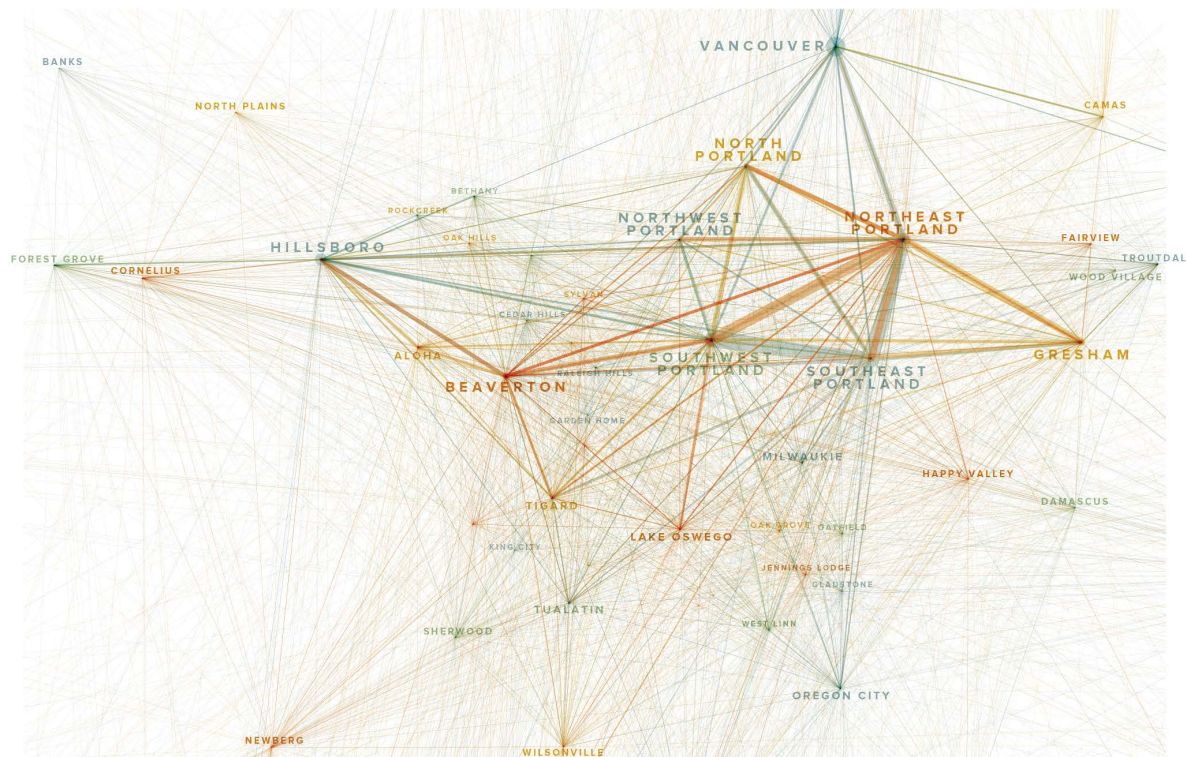 VANCOUVER
BANKS
NORTH PLAINS
CAMAS
NORTH
PORTLAND
BETHANY
ROCKCREEK
NORTHWEST
PORTLAND
NORTHEAST
PORTLAND
OAK HILLS
FAIRVIEW
HILLSBORO
FOREST GROVE
TROUTDAL
CORNELIUS
WOOD VILLAGE
SYLVAN
CEDAR HILLS
ALOHA
SOUTHWEST
PORTLAND
GRESHAM
RALEIGH HILLS
SOUTHEAST
PORTLAND
BEAVERTON
GARDEN HOME
MILWAUKIE
HAPPY VALLEY
DAMASCUS
TIGARD
OAK GROVE
OATFIELD
LAKE OSWEGO
KING CITY
JENNINGS LODGE
GLADSTONE
TUALATIN
WEST LINN
SHERWOOD
OREGON CITY
NEWBERG
WILSONVILLE